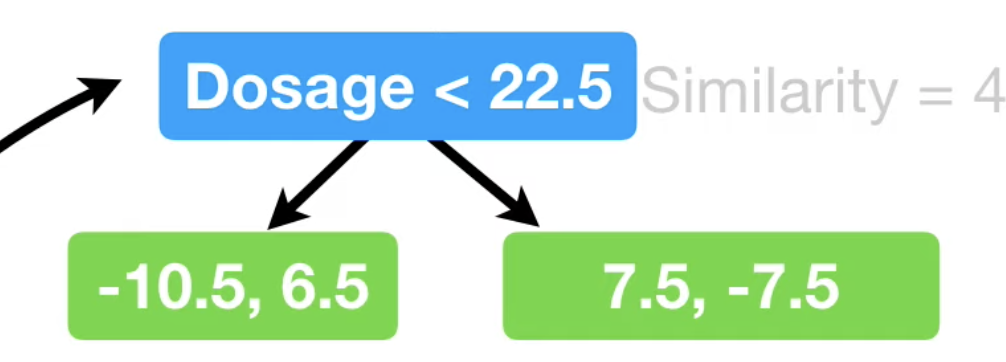 Dosage < 22.5 Similarity = 4
-10.5, 6.5 7.5, -7.5